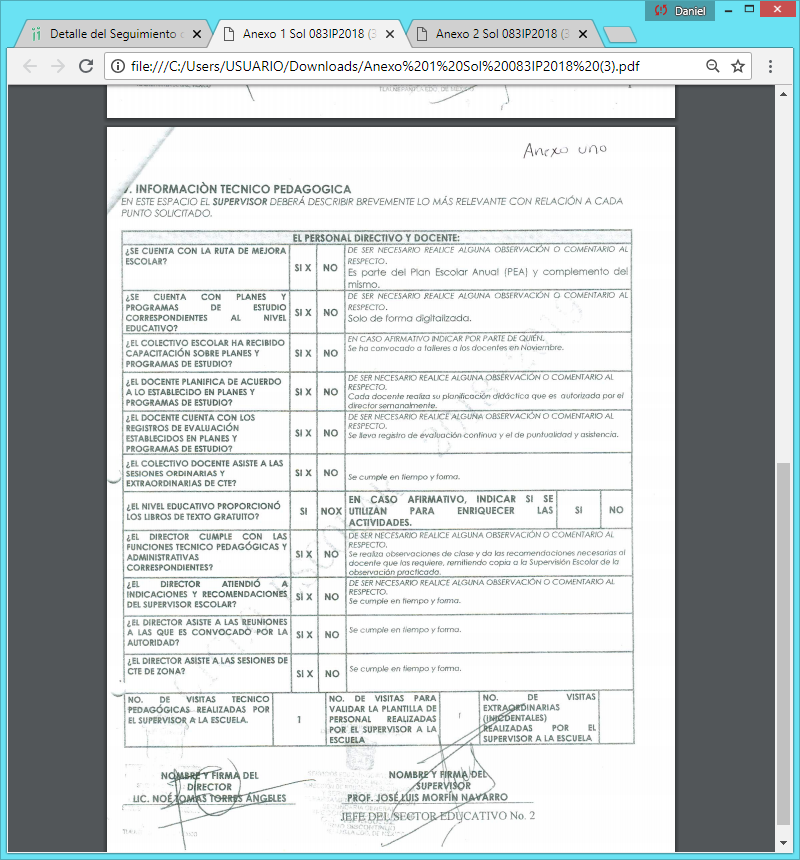 Daniel
Detalle del Seguimiento d
Anexo 1 Sol 083IP2018 (3
Anexo 2 Sol 083IP2018 (3
file:///C:/Users/USUARIO/Downloads/Anexo%201%20Sol%20083IP2018%20(3).pdf
Anexo uno
V. INFORMACIÒN TECNICO PEDAGOGICA
EN ESTE ESPACIO EL SUPERVISOR DEBERÁ DESCRIBIR BREVEMENTE LO MÁS RELEVANTE CON RELACIÓN A CADA
PUNTO SOLICITADO.
EL PERSONAL DIRECTIVO Y DOCENTE:
¿SE CUENTA CON LA RUTA DE MEJORA
ESCOLAR?
SI X
NO
DE SER NECESARIO REALICE ALGUNA OBSERVACIÓN O COMENTARIO AL
RESPECTO.
Es parte del Plan Escolar Anual (PEA) y complemento del
mismo.
¿SE CUENTA CON PLANES Y
PROGRAMAS DE ESTUDIO
CORRESPONDIENTES AL NIVEL
EDUCATIVO?
SI X
NO
DE SER NECESARIO REALICE ALGUNA OBSERVACIÓN O COMENTARIO AL
RESPECTO.
Solo de forma digitalizada.
¿EL COLECTIVO ESCOLAR HA RECIBIDO
CAPACITACIÓN SOBRE PLANES Y
PROGRAMAS DE ESTUDIO?
SI X
NO
EN CASO AFIRMATIVO INDICAR POR PARTE DE QUIÉN.
Se ha convocado a talleres a los docentes en Noviembre.
¿EL DOCENTE PLANIFICA DE ACUERDO
A LO ESTABLECIDO EN PLANES Y
PROGRAMAS DE ESTUDIO?
SI X
NO
DE SER NECESARIO REALICE ALGUNA OBSERVACIÓN O COMENTARIO AL
RESPECTO.
Cada docente realiza su planificación didáctica que es autorizada por el
director semanalmente.
¿EL DOCENTE CUENTA CON LOS
REGISTROS DE EVALUACIÓN
ESTABLECIDOS EN PLANES Y
PROGRAMAS DE ESTUDIO?
SI X
NO
DE SER NECESARIO REALICE ALGUNA OBSERVACIÓN O COMENTARIO AL
RESPECTO.
Se lleva registro de evaluación continua y el de puntualidad y asistencia.
¿EL COLECTIVO DOCENTE ASISTE A LAS
SESIONES ORDINARIAS Y
EXTRAORDINARIAS DE CTE?
SI X
NO
Se cumple en tiempo y forma.
¿EL NIVEL EDUCATIVO PROPORCIONÓ
LOS LIBROS DE TEXTO GRATUITO?
SI
NOX
EN CASO AFIRMATIVO, INDICAR SI SE
UTILIZAN PARA ENRIQUECER LAS
ACTIVIDADES.
SI
NO
¿EL DIRECTOR CUMPLE CON LAS
FUNCIONES TECNICO PEDAGÓGICAS Y
ADMINISTRATIVAS
CORRESPONDIENTES?
SI X
NO
DE SER NECESARIO REALICE ALGUNA OBSERVACIÓN O COMENTARIO AL
RESPECTO.
Se realiza observaciones de clase y da las recomendaciones necesarias al
docente que las requiere, remitiendo copia a la Supervisión Escolar de la
observación practicada.
¿EL DIRECTOR ATENDIÓ A
INDICACIONES Y RECOMENDACIONES
DEL SUPERVISOR ESCOLAR?
SI X
NO
DE SER NECESARIO REALICE ALGUNA OBSERVACIÓN O COMENTARIO AL
RESPECTO.
Se cumple en tiempo y forma.
¿EL DIRECTOR ASISTE A LAS REUNIONES
A LAS QUE ES CONVOCADO POR LA
AUTORIDAD?
SI X
NO
Se cumple en tiempo y forma.
¿EL DIRECTOR ASISTE A LAS SESIONES DE
CTE DE ZONA?
SI X
NO
Se cumple en tiempo y forma.
NO. DE VISITAS TECNICO
PEDAGÓGICAS REALIZADAS POR
EL SUPERVISOR A LA ESCUELA.
1
NO. DE VISITAS PARA
VALIDAR LA PLANTILLA DE
PERSONAL REALIZADAS
POR EL SUPERVISOR A LA
ESCUELA
1
NO. DE VISITAS
EXTRAORDINARIAS
(INICDENTALES)
REALIZADAS POR EL
SUPERVISOR A LA ESCUELA
NOMBRE Y FIRMA DEL
DIRECTOR
LIC. NOÉ TOMAS TORRES ÁNGELES
NOMBRE Y FIRMA DEL
SUPERVISOR
PROF. JOSÉ LUIS MORFÍN NAVARRO
JEFE DEL SECTOR EDUCATIVO No. 2